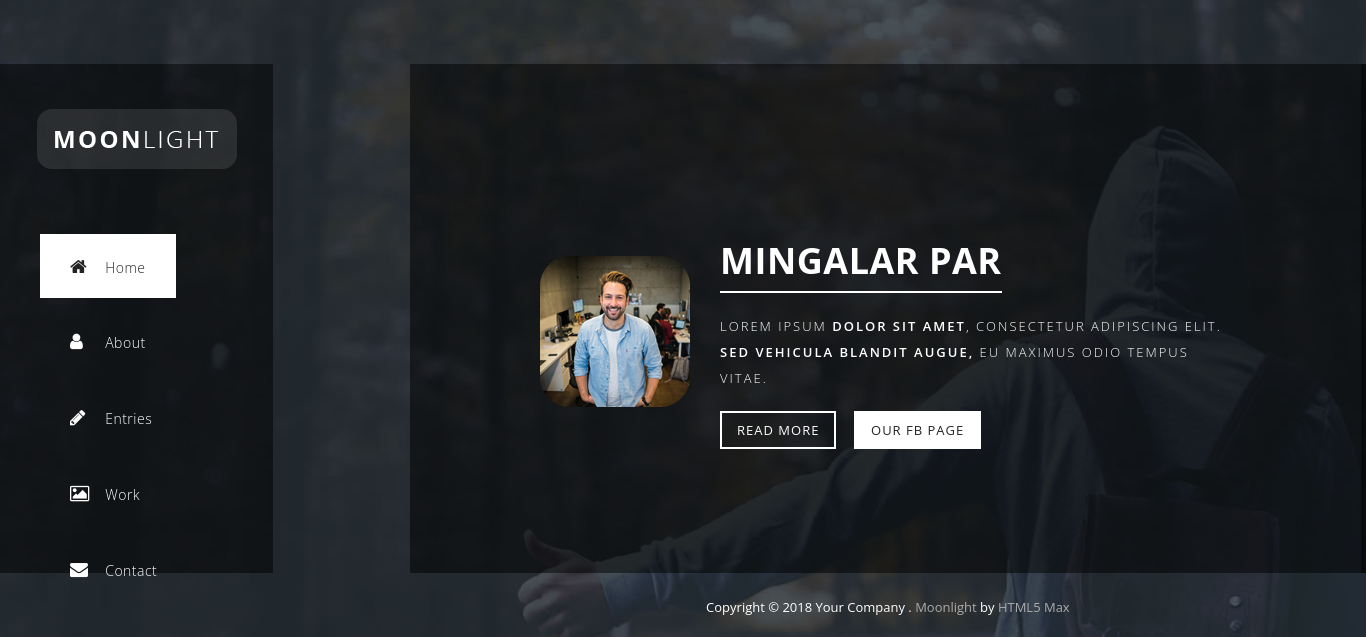 MOONLIGHT
Home
About
Entries
Work
Contact
MINGALAR PAR
LOREM IPSUM DOLOR SIT AMET, CONSECTETUR ADIPISCING ELIT.
SED VEHICULA BLANDIT AUGUE, EU MAXIMUS ODIO TEMPUS
VITAE.
READ MORE OUR FB PAGE
Copyright © 2018 Your Company . Moonlight by HTML5 Max